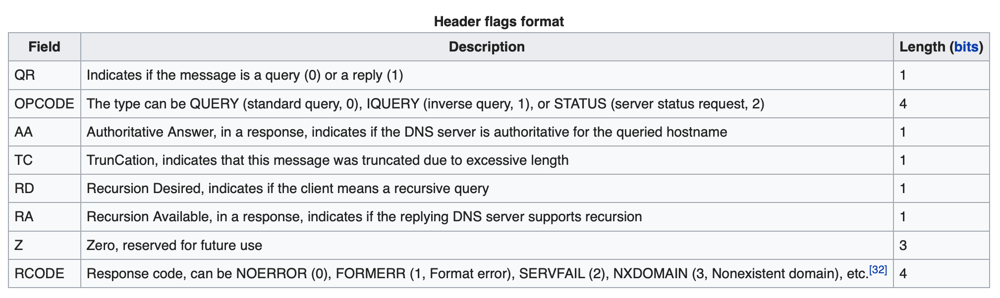 Header flags format
Field Description Length (bits)
QR Indicates if the message is a query (0) or a reply (1) 1
OPCODE The type can be QUERY (standard query, 0), IQUERY (inverse query, 1), or STATUS (server status request, 2) 4
AA Authoritative Answer, in a response, indicates if the DNS server is authoritative for the queried hostname 1
TC TrunCation, indicates that this message was truncated due to excessive length 1
RD Recursion Desired, indicates if the client means a recursive query 1
RA Recursion Available, in a response, indicates if the replying DNS server supports recursion 1
Z Zero, reserved for future use 3
RCODE Response code, can be NOERROR (0), FORMERR (1, Format error), SERVFAIL (2), NXDOMAIN (3, Nonexistent domain), etc.[32] 4